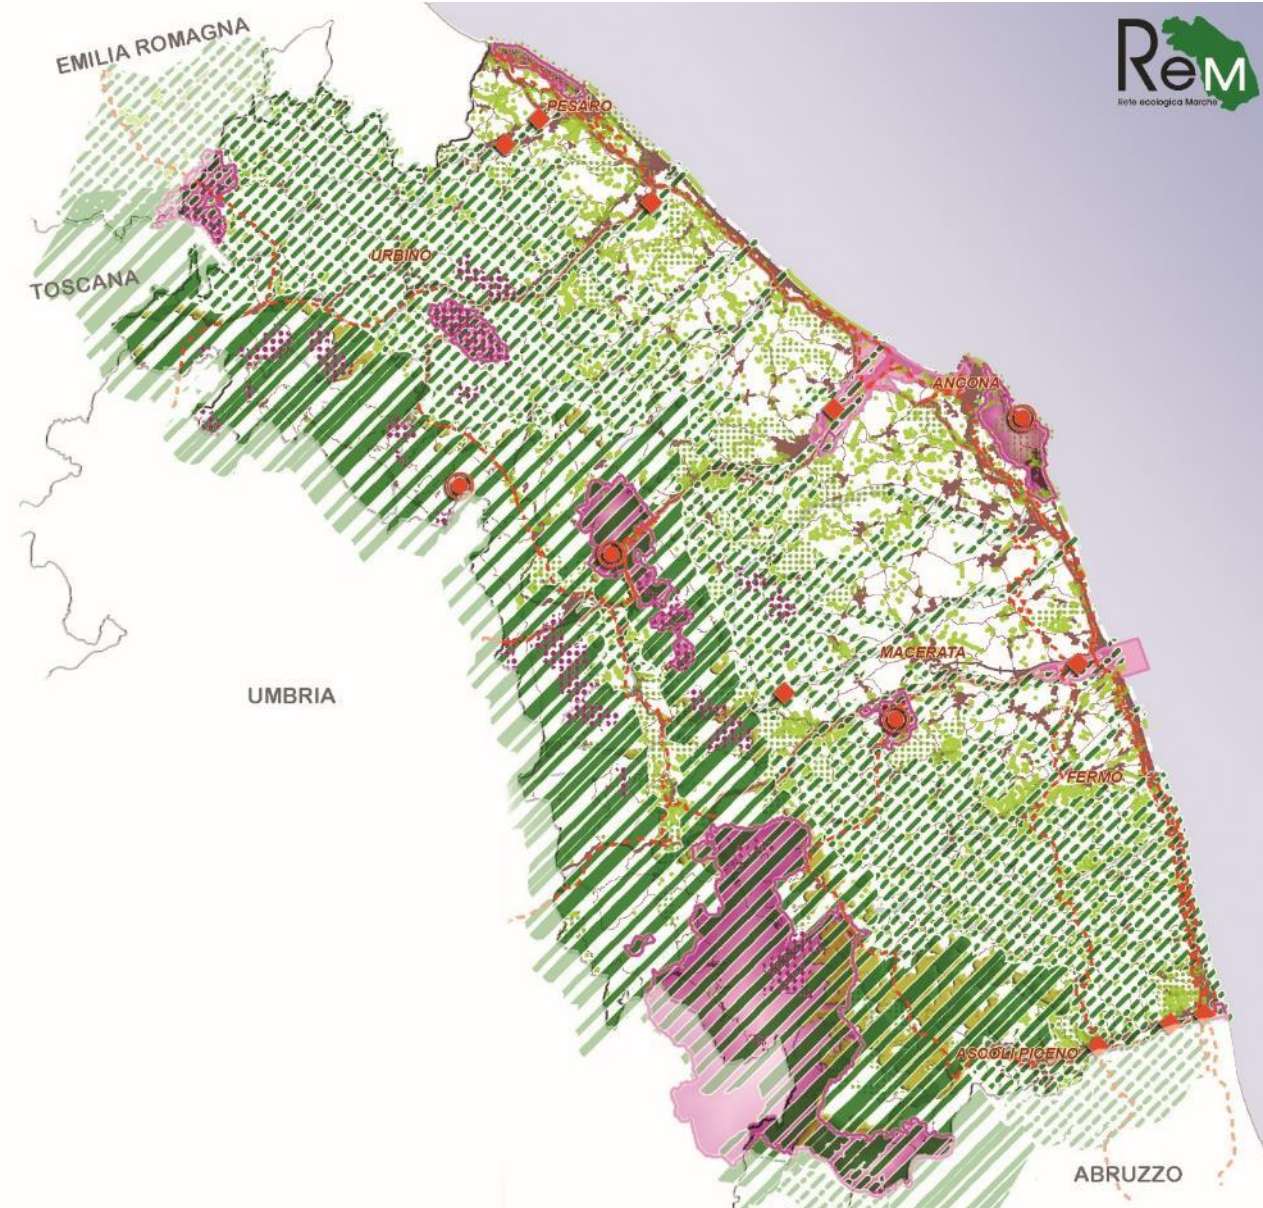 EMILIA ROMAGNA
ReM
Rete ecologica Marche
PESARO
URBINO
TOSCANA
ANCONA
MACERATA
UMBRIA
FERMO
ASCOLI PICENO
ABRUZZO